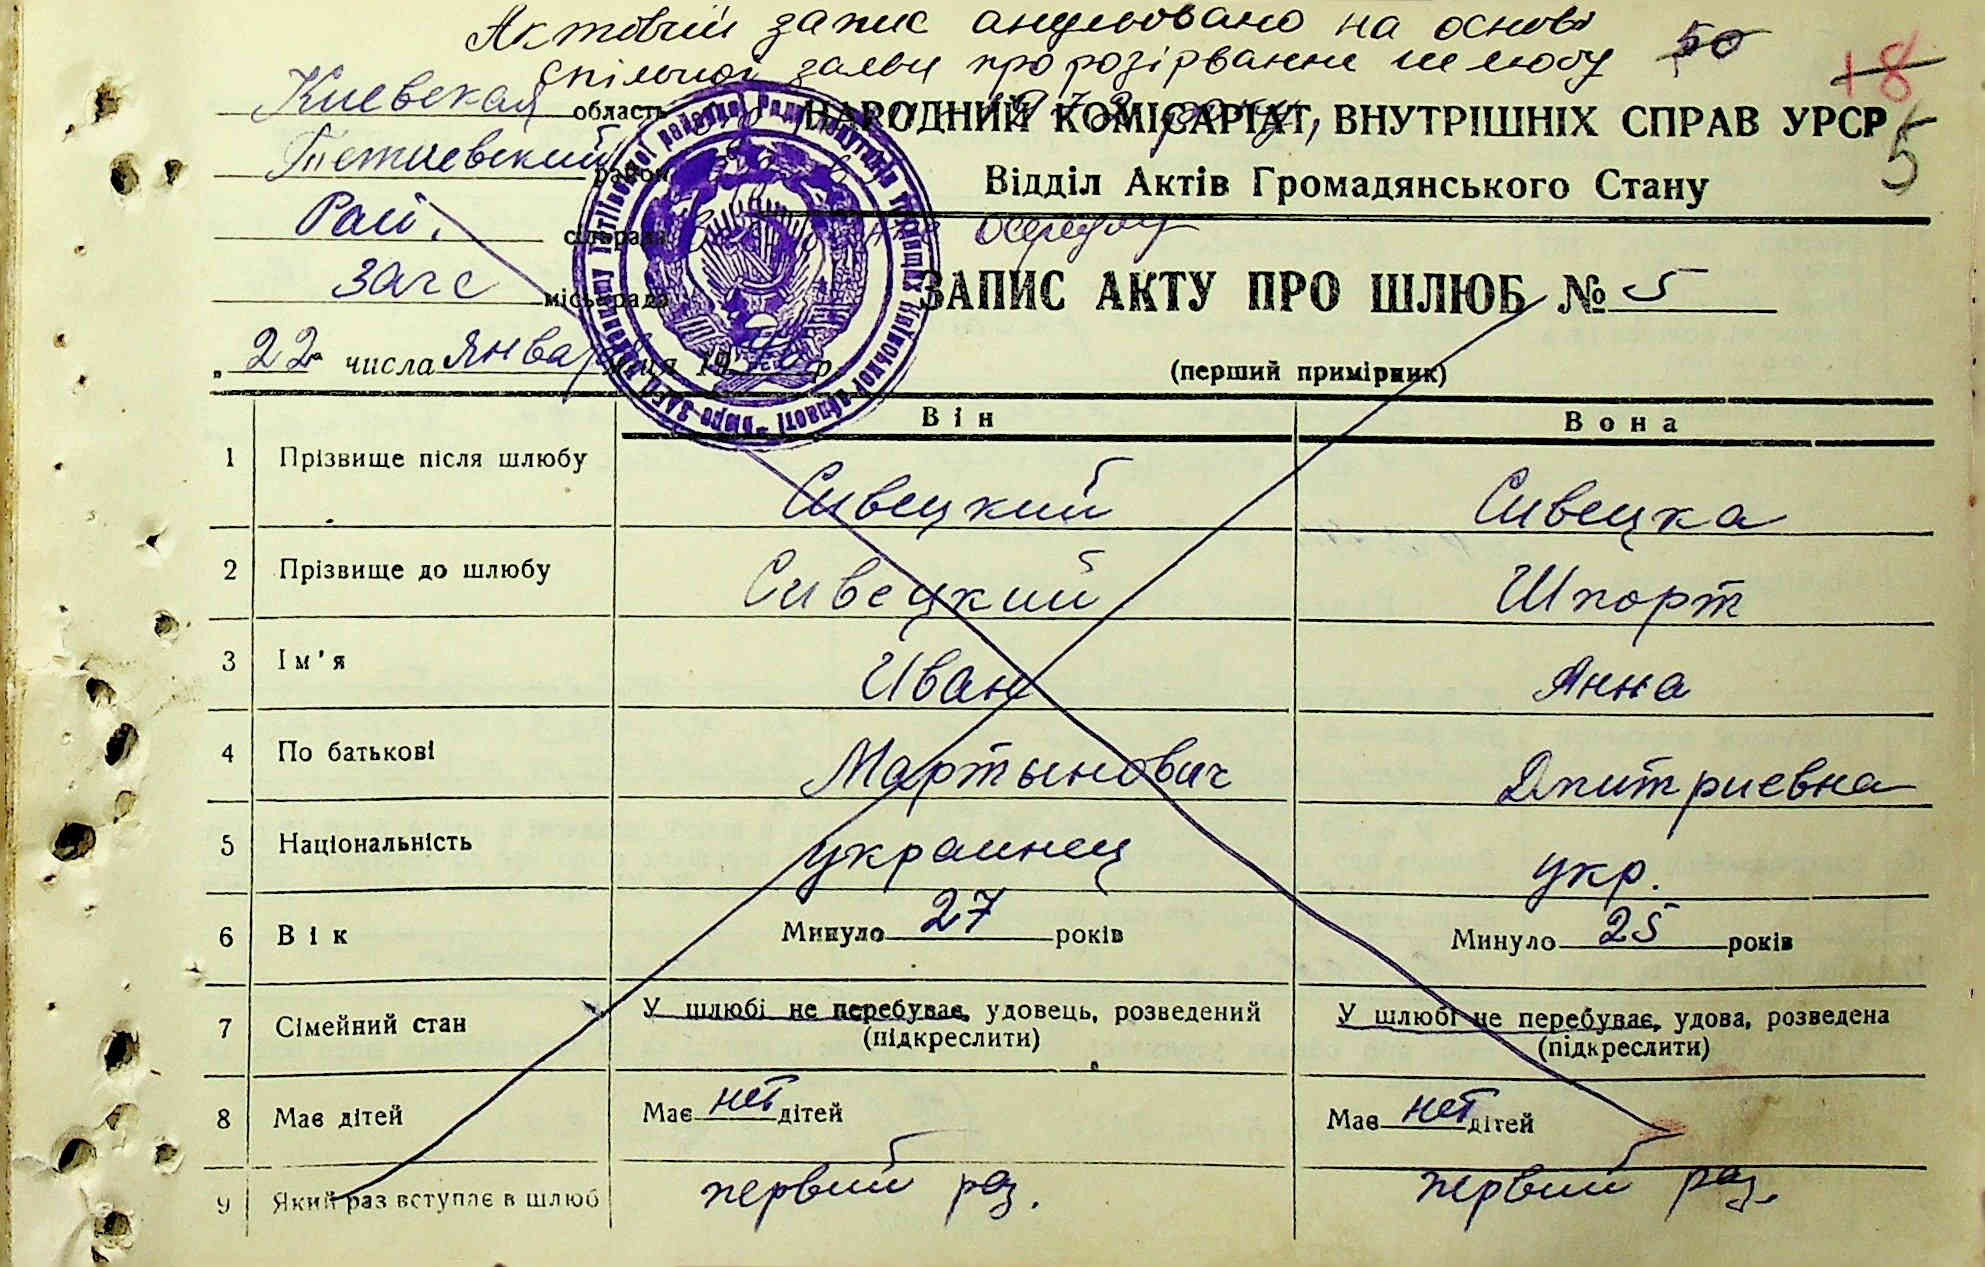 Актовий запис анульовано на основі
спільної заяви про розірвання шлюбу 50
18
Киевская область
НАРОДНИЙ КОМІСАРІАТ ВНУТРІШНІХ СПРАВ УРСР
5
Тетиевский район
Відділ Актів Громадянського Стану
Рай. сільрада
загс міськрада
ЗАПИС АКТУ ПРО ШЛЮБ № 5
"22" числа январ
(перший примірник)
Він Вона
1 Прізвище після шлюбу Сивецкий Сивецка
2 Прізвище до шлюбу Сивецкий Шпорт
3 Ім'я Иван Анна
4 По батькові Мартынович Дмитриевна
5 Національність украинец укр.
6 Вік Минуло 27 років Минуло 25 років
7 Сімейний стан У шлюбі не перебуває, удовець, розведений У шлюбі не перебуває, удова, розведена
(підкреслити) (підкреслити)
8 Має дітей Має нет дітей Має нет дітей
9 Який раз вступає в шлюб первий раз. первий раз.